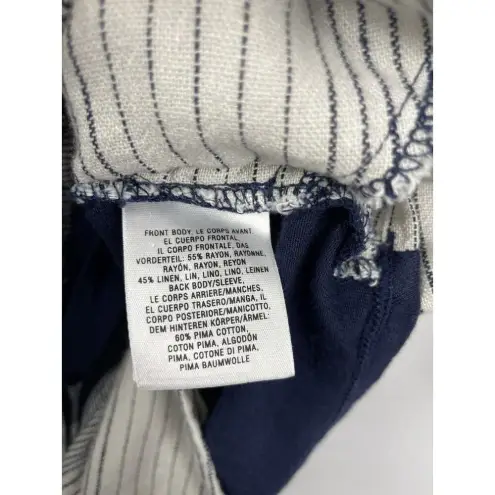 FRONT BODY, LE CORPS AVANT
EL CUERPO FRONTAL,
IL CORPO FRONTALE, DAS
VORDERTEIL: 55% RAYON, RAYONNE,
RAYÓN, RAYON, REYON
45% LINEN, LIN, LINO, LINO, LEINEN
BACK BODY/SLEEVE,
LE CORPS ARRIERE/MANCHES,
EL CUERPO TRASERO/MANGA, IL
CORPO POSTERIORE/MANICOTTO,
DEM HINTEREN KÖRPER/ÄRMEL:
60% PIMA COTTON,
COTON PIMA, ALGODÓN
PIMA, COTONE DI PIMA,
PIMA BAUMWOLLE